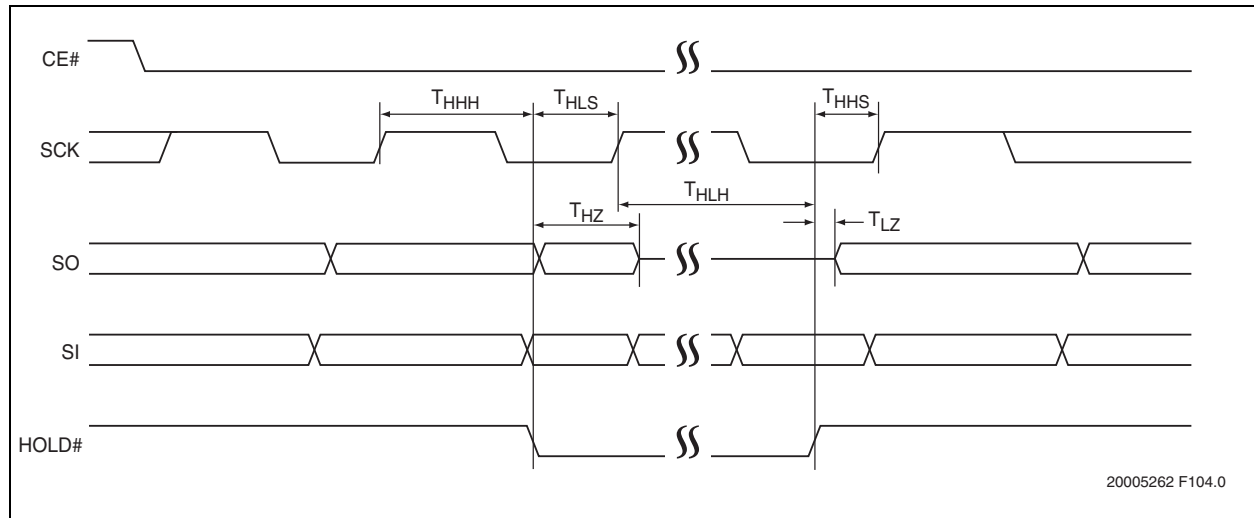 CE#
THHH
THLS
THHS
SCK
THLH
THZ
TLZ
SO
SI
HOLD#
20005262 F104.0